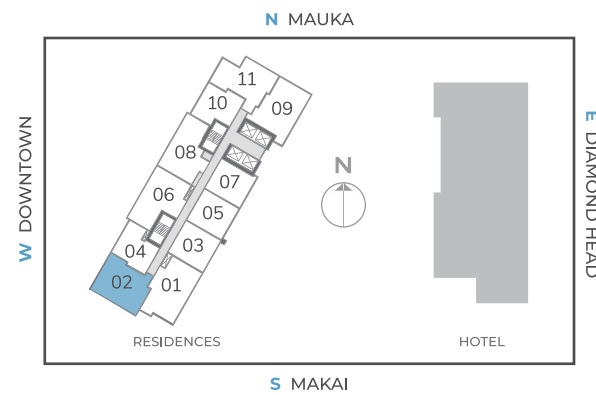 N MAUKA
W DOWNTOWN
E DIAMOND HEAD
11
09
10
08
07
06
05
04
03
02
01
N
RESIDENCES
HOTEL
S MAKAI